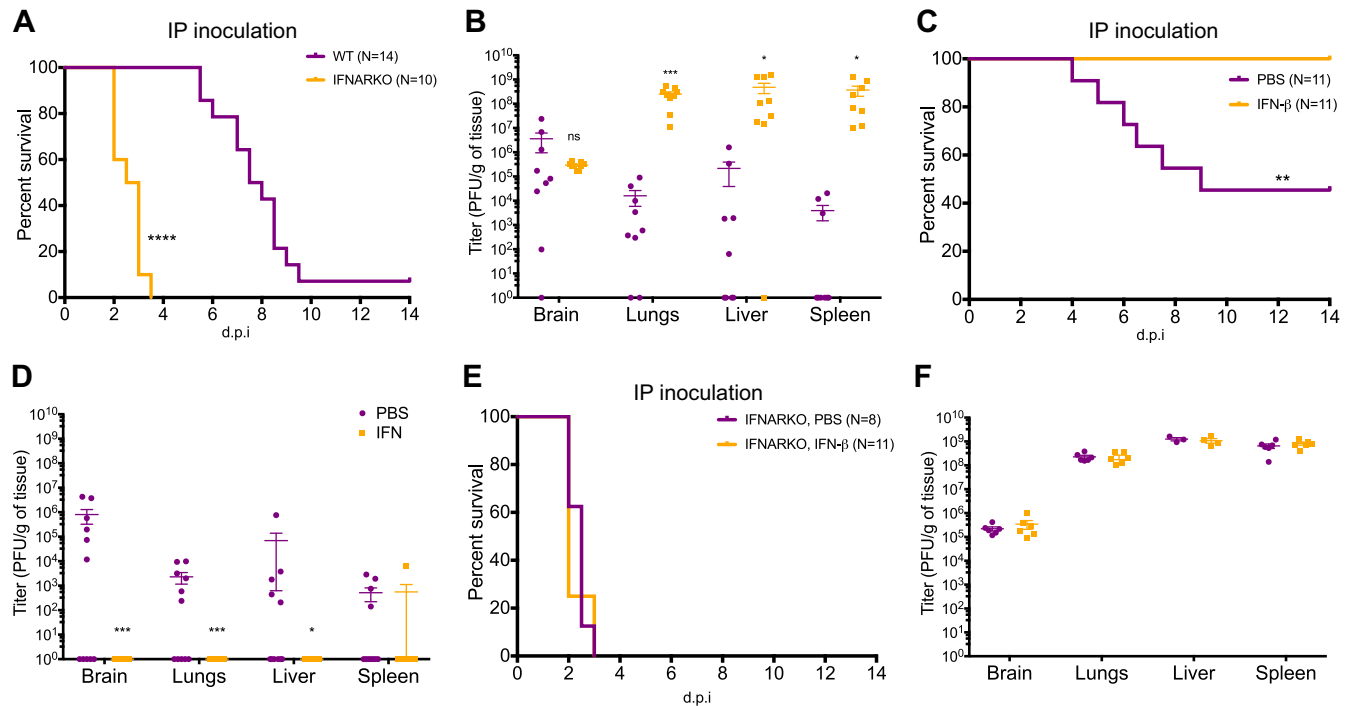 A
IP inoculation
WT (N=14)
IFNARKO (N=10)
Percent survival
100
80
60
40
20
0
****
0 2 4 6 8 10 12 14
d.p.i
B
Titer (PFU/g of tissue)
10^10
10^9
10^8
10^7
10^6
10^5
10^4
10^3
10^2
10^1
10^0
ns
***
*
*
Brain Lungs Liver Spleen
C
IP inoculation
PBS (N=11)
IFN-β (N=11)
Percent survival
100
80
60
40
20
0
**
0 2 4 6 8 10 12 14
d.p.i
D
PBS
IFN
Titer (PFU/g of tissue)
10^10
10^9
10^8
10^7
10^6
10^5
10^4
10^3
10^2
10^1
10^0
***
***
*
Brain Lungs Liver Spleen
E
IP inoculation
IFNARKO, PBS (N=8)
IFNARKO, IFN-β (N=11)
Percent survival
100
80
60
40
20
0
0 2 4 6 8 10 12 14
d.p.i
F
Titer (PFU/g of tissue)
10^10
10^9
10^8
10^7
10^6
10^5
10^4
10^3
10^2
10^1
10^0
Brain Lungs Liver Spleen